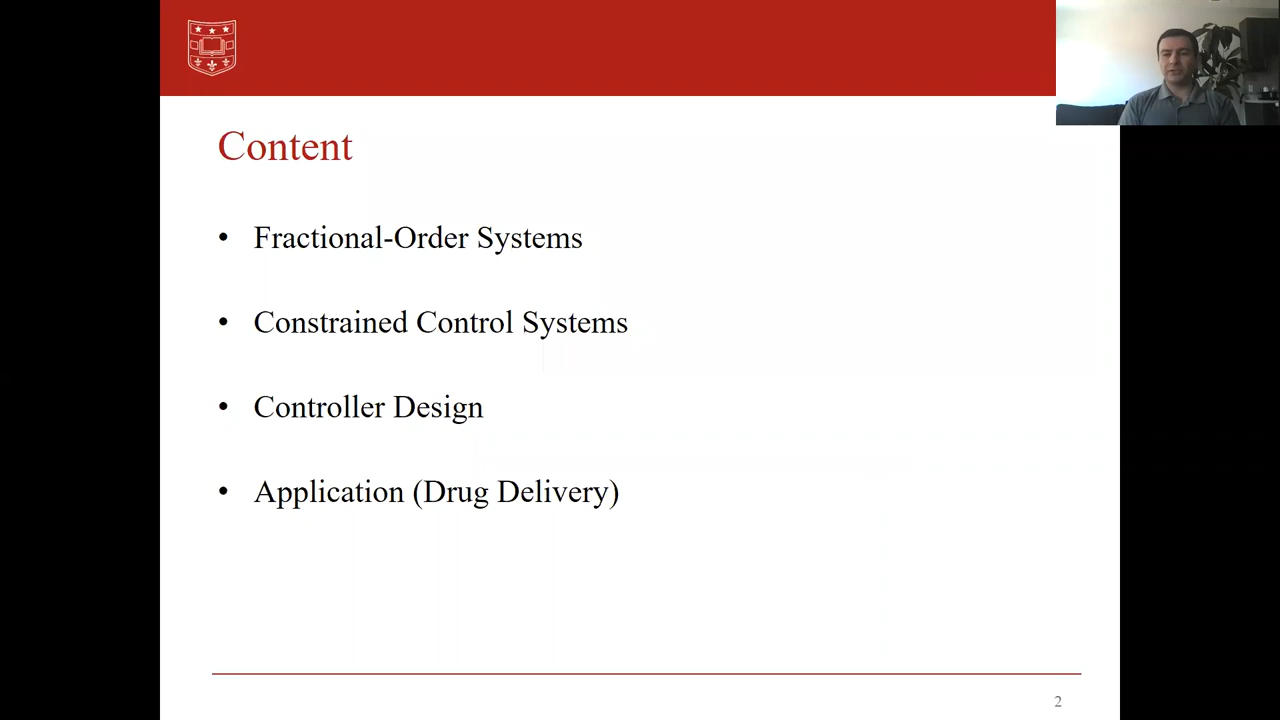 Content
• Fractional-Order Systems
• Constrained Control Systems
• Controller Design
• Application (Drug Delivery)
2